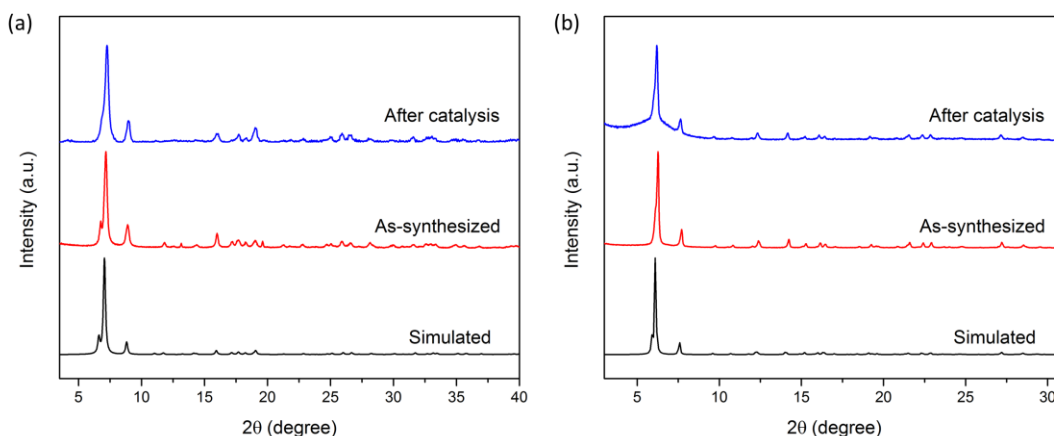 (a)
After catalysis
As-synthesized
Simulated
Intensity (a.u.)
5 10 15 20 25 30 35 40
2θ (degree)
(b)
After catalysis
As-synthesized
Simulated
Intensity (a.u.)
5 10 15 20 25 30
2θ (degree)